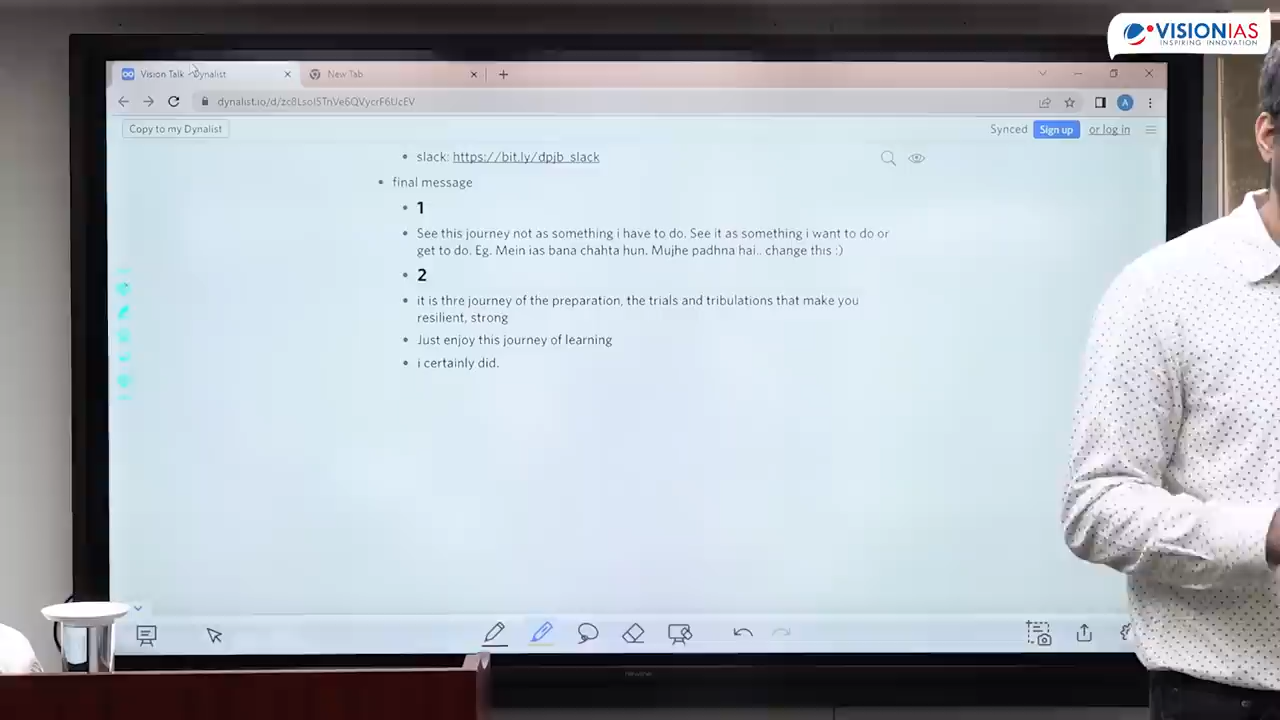 VISIONIAS
INSPIRING INNOVATION
Vision Talk - Dynalist
New Tab
dynalist.io/d/zc8LsoI5TnVe6QVycrF6UcEV
A
Copy to my Dynalist
Synced
Sign up
or log in
slack: https://bit.ly/dpjb_slack
final message
1
See this journey not as something i have to do. See it as something i want to do or
get to do. Eg. Mein ias bana chahta hun. Mujhe padhna hai.. change this :)
2
it is thre journey of the preparation, the trials and tribulations that make you
resilient, strong
Just enjoy this journey of learning
i certainly did.